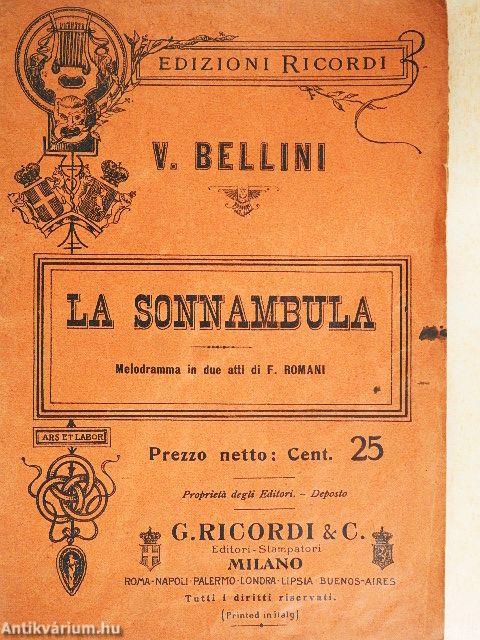 EDIZIONI RICORDI
V. BELLINI
LA SONNAMBULA
Melodramma in due atti di F. ROMANI
ARS ET LABOR
Prezzo netto: Cent. 25
Proprietà degli Editori. - Deposto
G. RICORDI & C.
Editori-Stampatori
MILANO
ROMA-NAPOLI-PALERMO-LONDRA-LIPSIA BUENOS-AIRES
Tutti i diritti riservati.
(Printed in Italy)
Antikvárium.hu